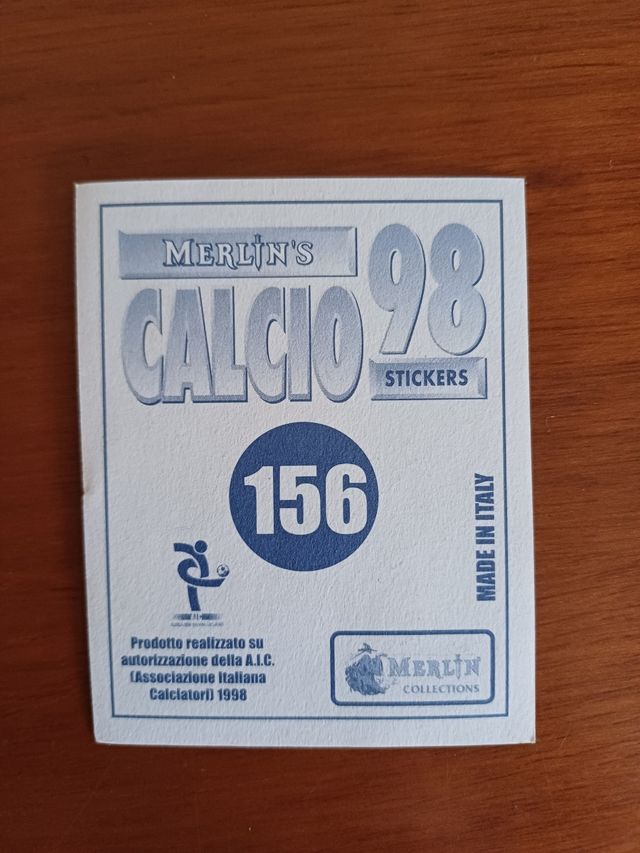 MERLIN'S
CALCIO 98
STICKERS
156
MADE IN ITALY
Prodotto realizzato su
autorizzazione della A.I.C.
(Associazione Italiana
Calciatori) 1998
MERLIN
COLLECTIONS